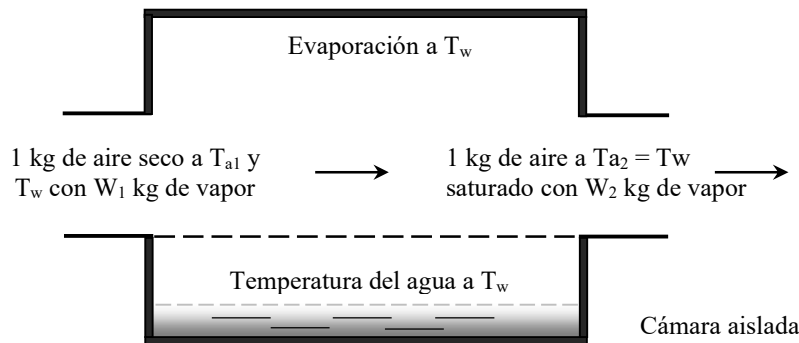 Evaporación a Tw
1 kg de aire seco a Ta1 y
Tw con W1 kg de vapor
1 kg de aire a Ta2 = Tw
saturado con W2 kg de vapor
Temperatura del agua a Tw
Cámara aislada